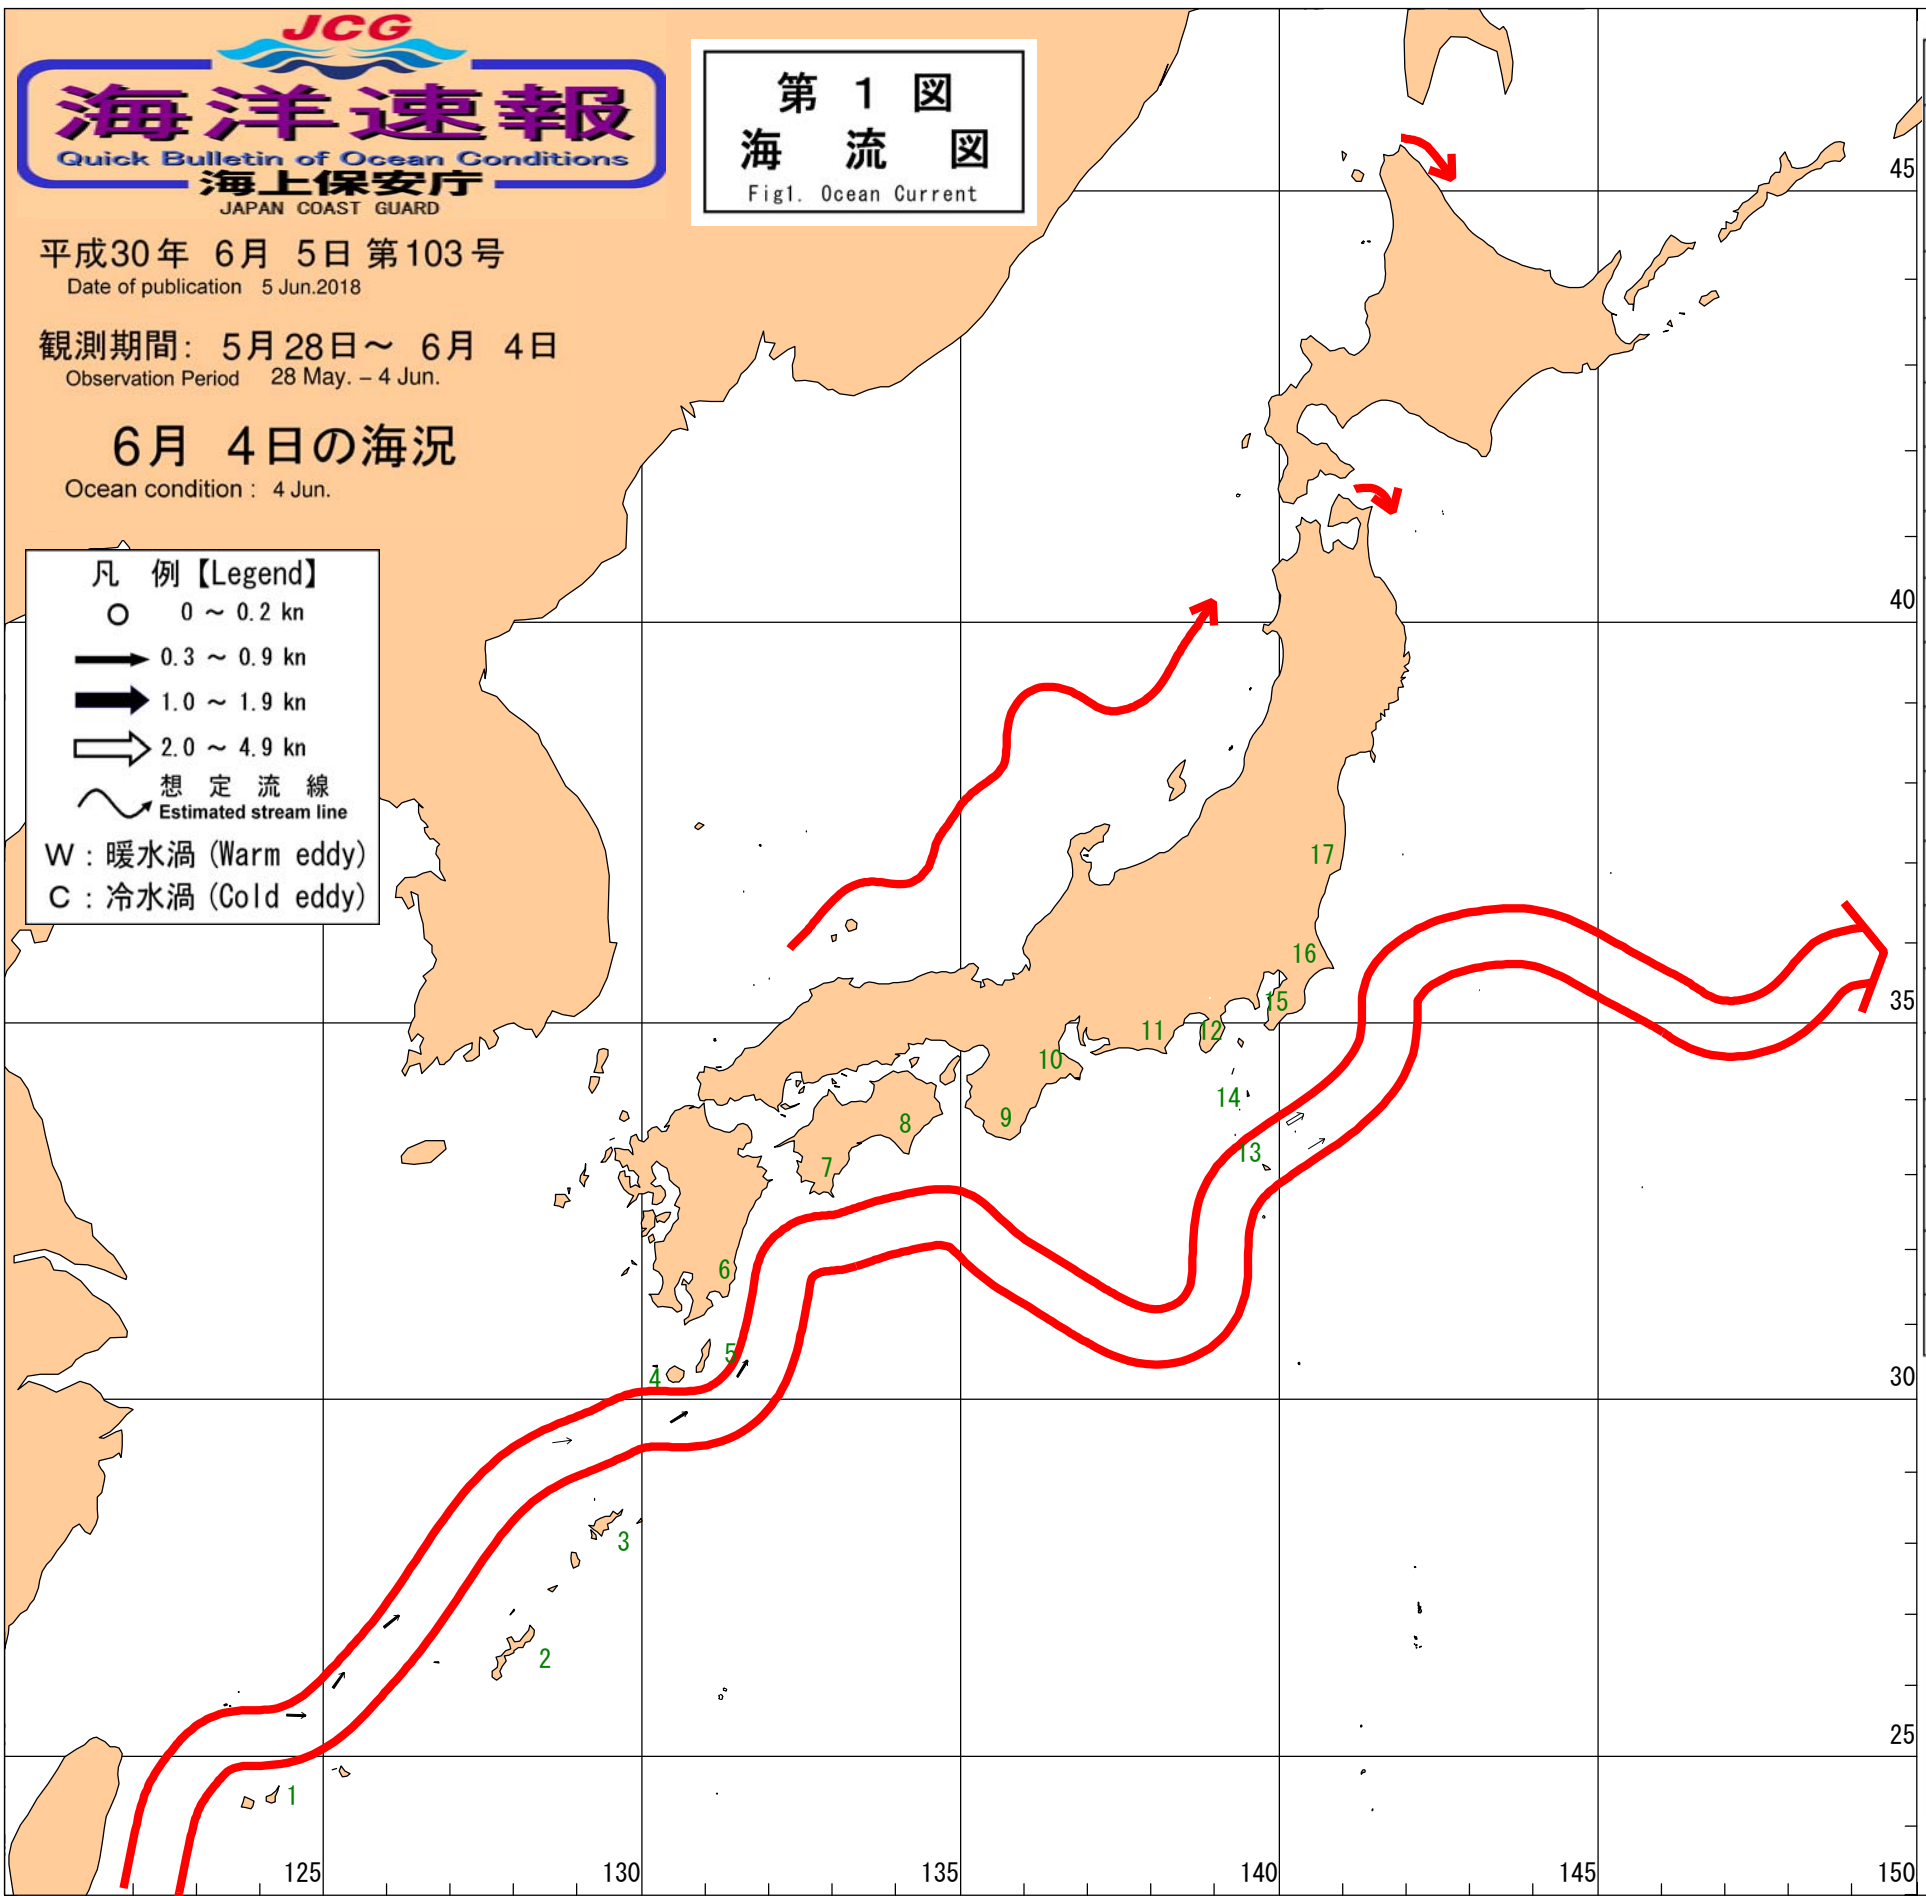 JCG
海洋速報
Quick Bulletin of Ocean Conditions
海上保安庁
JAPAN COAST GUARD
平成30年 6月 5日 第103号
Date of publication 5 Jun.2018
観測期間: 5月28日～ 6月 4日
Observation Period 28 May. – 4 Jun.
6月 4日の海況
Ocean condition : 4 Jun.
第 1 図
海 流 図
Fig1. Ocean Current
凡 例【Legend】
0 ～ 0.2 kn
0.3 ～ 0.9 kn
1.0 ～ 1.9 kn
2.0 ～ 4.9 kn
想 定 流 線
Estimated stream line
W : 暖水渦 (Warm eddy)
C : 冷水渦 (Cold eddy)
45
40
17
16
35
15
11
12
10
14
9
8
13
7
6
5
4
30
3
2
25
1
125
130
135
140
145
150